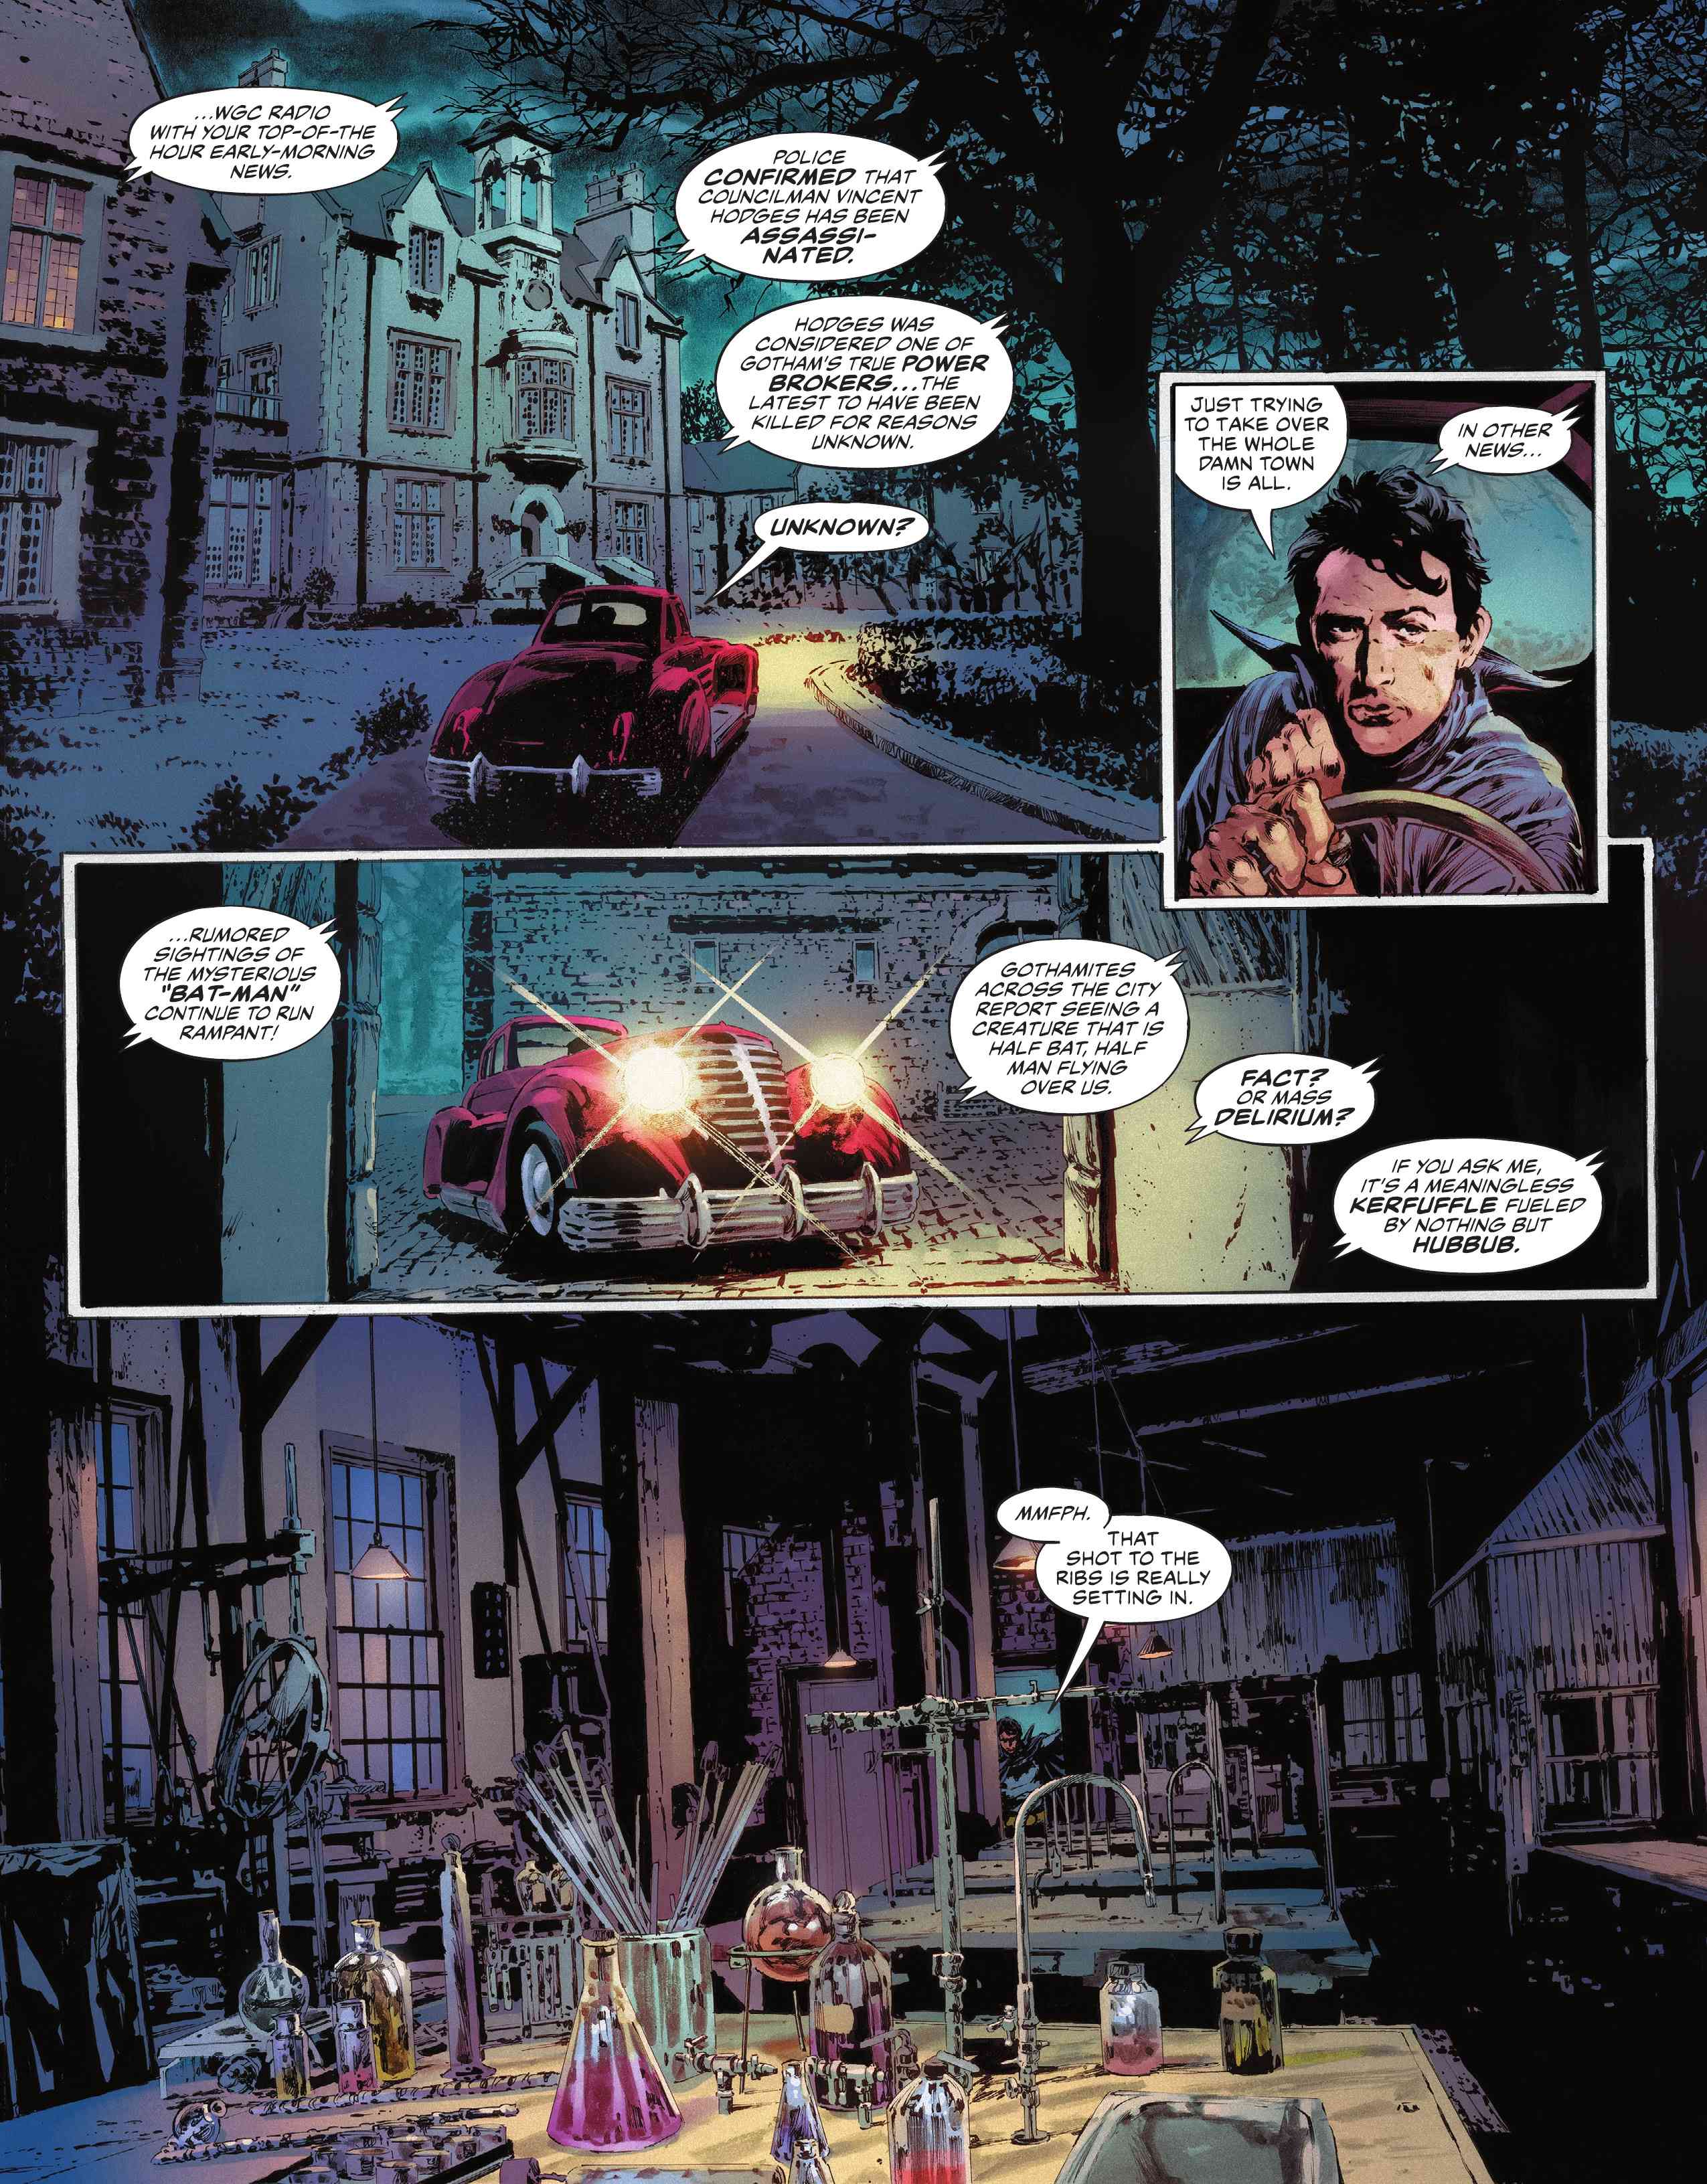 ...WGC RADIO
WITH YOUR TOP-OF-THE
HOUR EARLY-MORNING
NEWS.
POLICE
CONFIRMED THAT
COUNCILMAN VINCENT
HODGES HAS BEEN
ASSASSI-
NATED.
HODGES WAS
CONSIDERED ONE OF
GOTHAM'S TRUE POWER
BROKERS...THE
LATEST TO HAVE BEEN
KILLED FOR REASONS
UNKNOWN.
UNKNOWN?
JUST TRYING
TO TAKE OVER
THE WHOLE
DAMN TOWN
IS ALL.
IN OTHER
NEWS...
...RUMORED
SIGHTINGS OF
THE MYSTERIOUS
"BAT-MAN"
CONTINUE TO RUN
RAMPANT!
GOTHAMITES
ACROSS THE CITY
REPORT SEEING A
CREATURE THAT IS
HALF BAT, HALF
MAN FLYING
OVER US.
FACT?
OR MASS
DELIRIUM?
IF YOU ASK ME,
IT'S A MEANINGLESS
KERFUFFLE FUELED
BY NOTHING BUT
HUBBUB.
MMFPH.
THAT
SHOT TO THE
RIBS IS REALLY
SETTING IN.